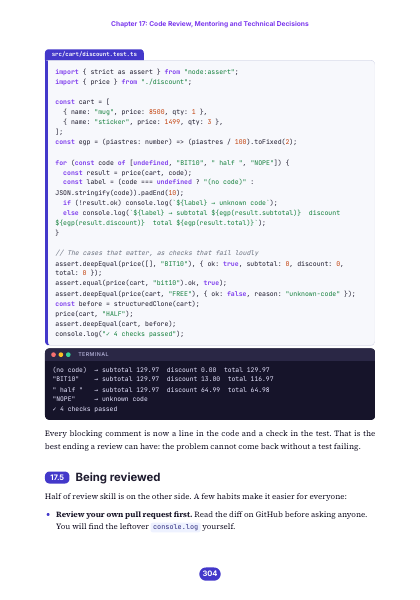 Chapter 17: Code Review, Mentoring and Technical Decisions
src/cart/discount.test.ts
import { strict as assert } from "node:assert";
import { price } from "./discount";
const cart = [
{ name: "mug", price: 8500, qty: 1 },
{ name: "sticker", price: 1499, qty: 3 },
];
const egp = (piastres: number) => (piastres / 100).toFixed(2);
for (const code of [undefined, "BIT10", " half ", "NOPE"]) {
const result = price(cart, code);
const label = (code === undefined ? "(no code)" :
JSON.stringify(code)).padEnd(10);
if (!result.ok) console.log(`${label} → unknown code`);
else console.log(`${label} → subtotal ${egp(result.subtotal)}  discount
${egp(result.discount)}  total ${egp(result.total)}`);
}
// The cases that matter, as checks that fail loudly
assert.deepEqual(price([], "BIT10"), { ok: true, subtotal: 0, discount: 0,
total: 0 });
assert.equal(price(cart, "bit10").ok, true);
assert.deepEqual(price(cart, "FREE"), { ok: false, reason: "unknown-code" });
const before = structuredClone(cart);
price(cart, "HALF");
assert.deepEqual(cart, before);
console.log("✓ 4 checks passed");
TERMINAL
(no code)  → subtotal 129.97  discount 0.00  total 129.97
"BIT10"    → subtotal 129.97  discount 13.00  total 116.97
" half "   → subtotal 129.97  discount 64.99  total 64.98
"NOPE"     → unknown code
✓ 4 checks passed
Every blocking comment is now a line in the code and a check in the test. That is the
best ending a review can have: the problem cannot come back without a test failing.
17.5 Being reviewed
Half of review skill is on the other side. A few habits make it easier for everyone:
• Review your own pull request first. Read the diff on GitHub before asking anyone.
You will find the leftover console.log yourself.
304